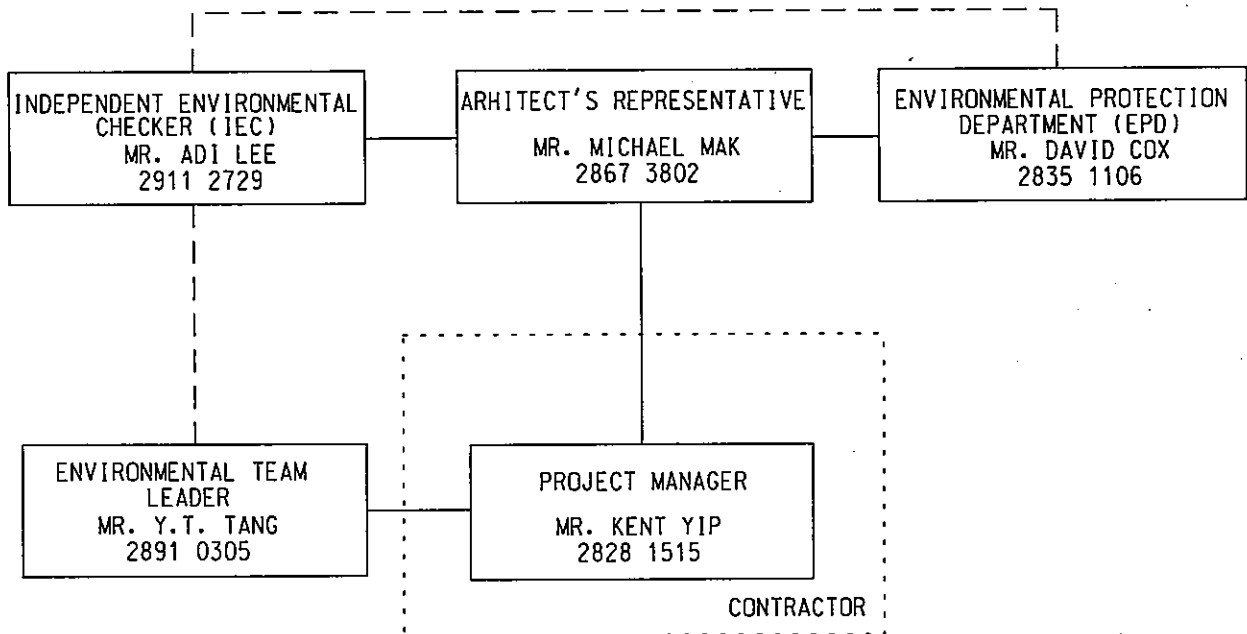 INDEPENDENT ENVIRONMENTAL
CHECKER (IEC)
MR. ADI LEE
2911 2729
ARHITECT'S REPRESENTATIVE
MR. MICHAEL MAK
2867 3802
ENVIRONMENTAL PROTECTION
DEPARTMENT (EPD)
MR. DAVID COX
2835 1106
ENVIRONMENTAL TEAM
LEADER
MR. Y.T. TANG
2891 0305
PROJECT MANAGER
MR. KENT YIP
2828 1515
CONTRACTOR